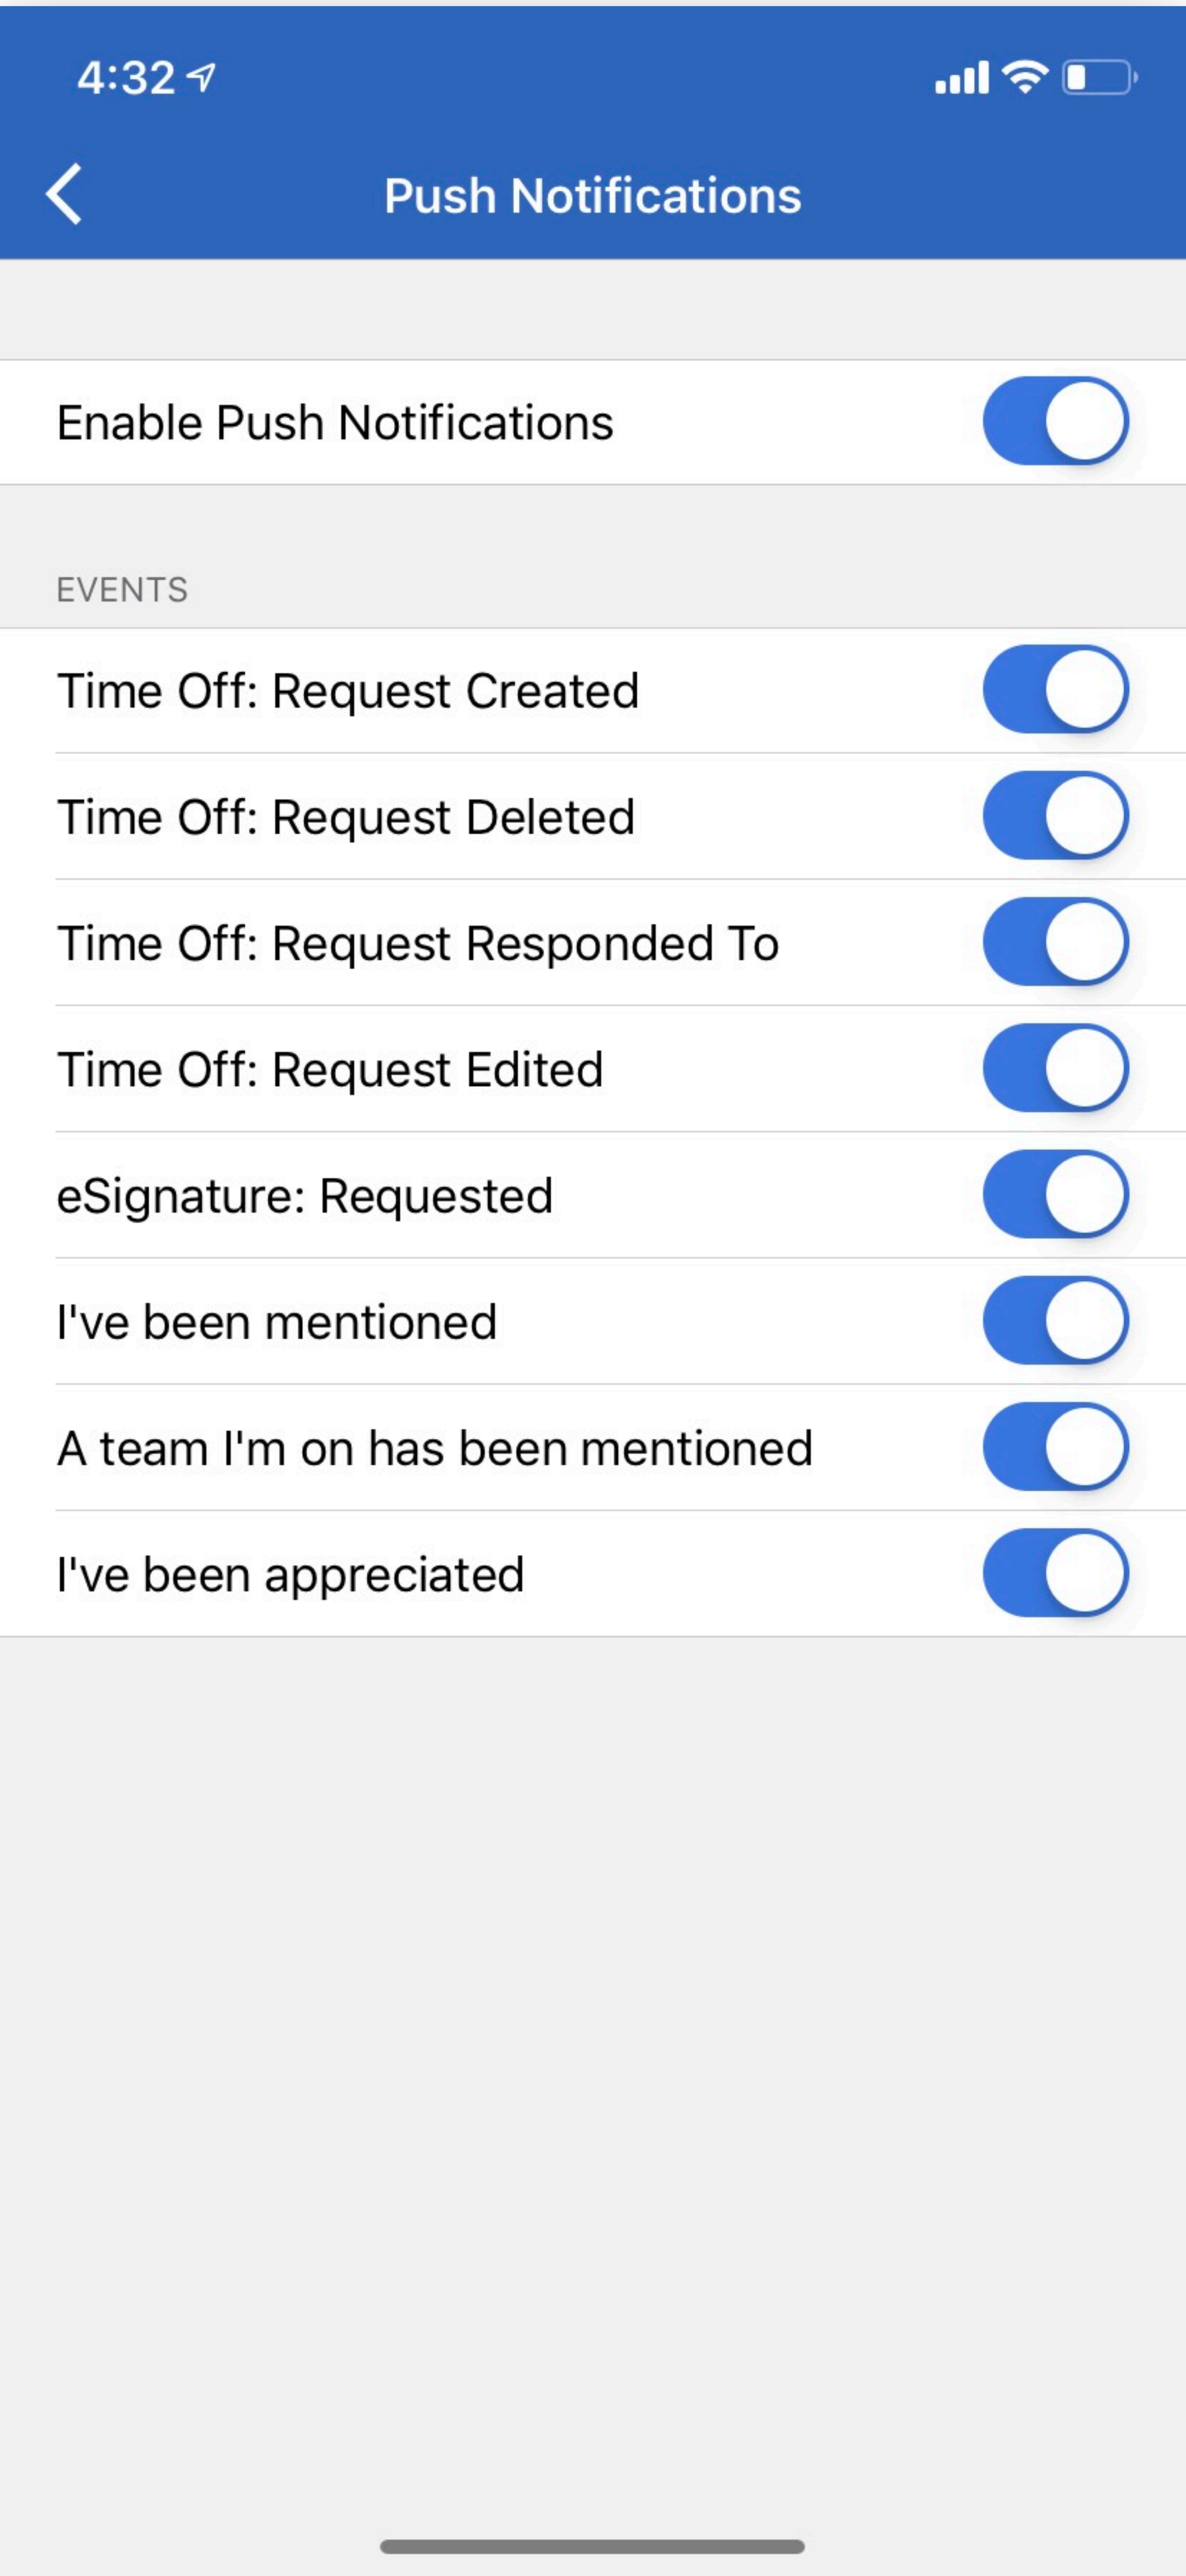 4:32
Push Notifications
Enable Push Notifications
EVENTS
Time Off: Request Created
Time Off: Request Deleted
Time Off: Request Responded To
Time Off: Request Edited
eSignature: Requested
I've been mentioned
A team I'm on has been mentioned
I've been appreciated